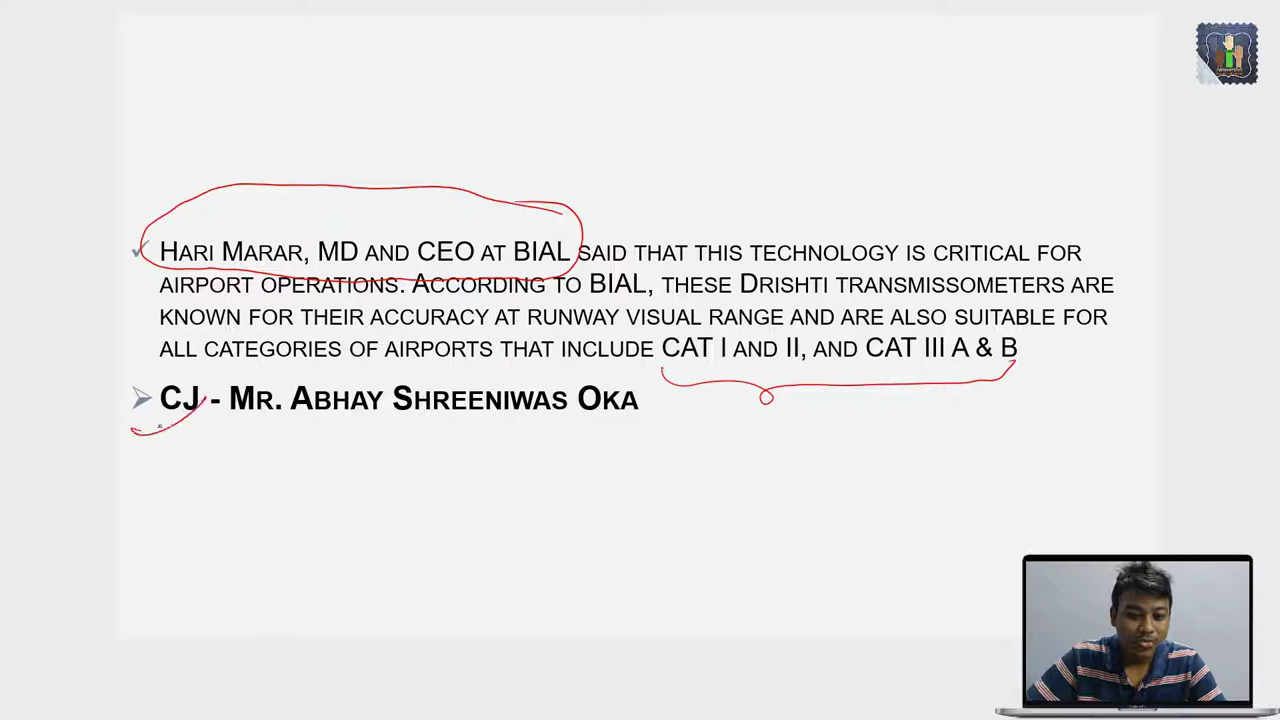 HARI MARAR, MD AND CEO AT BIAL SAID THAT THIS TECHNOLOGY IS CRITICAL FOR
AIRPORT OPERATIONS. ACCORDING TO BIAL, THESE DRISHTI TRANSMISSOMETERS ARE
KNOWN FOR THEIR ACCURACY AT RUNWAY VISUAL RANGE AND ARE ALSO SUITABLE FOR
ALL CATEGORIES OF AIRPORTS THAT INCLUDE CAT I AND II, AND CAT III A & B
CJ - MR. ABHAY SHREENIWAS OKA